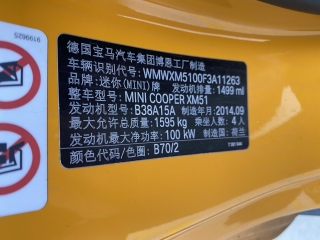 9199625
德国宝马汽车集团博恩工厂制造
车辆识别代号: WMWXM5100F3A11263
品牌: 迷你(MINI)牌 发动机排量: 1499 ml
整车型号: MINI COOPER XM51
发动机型号: B38A15A 制造年月: 2014.09
最大允许总质量: 1595 kg 乘坐人数: 4人
发动机最大净功率: 100 kW 制造国: 荷兰
颜色代码/色圈: B70/2